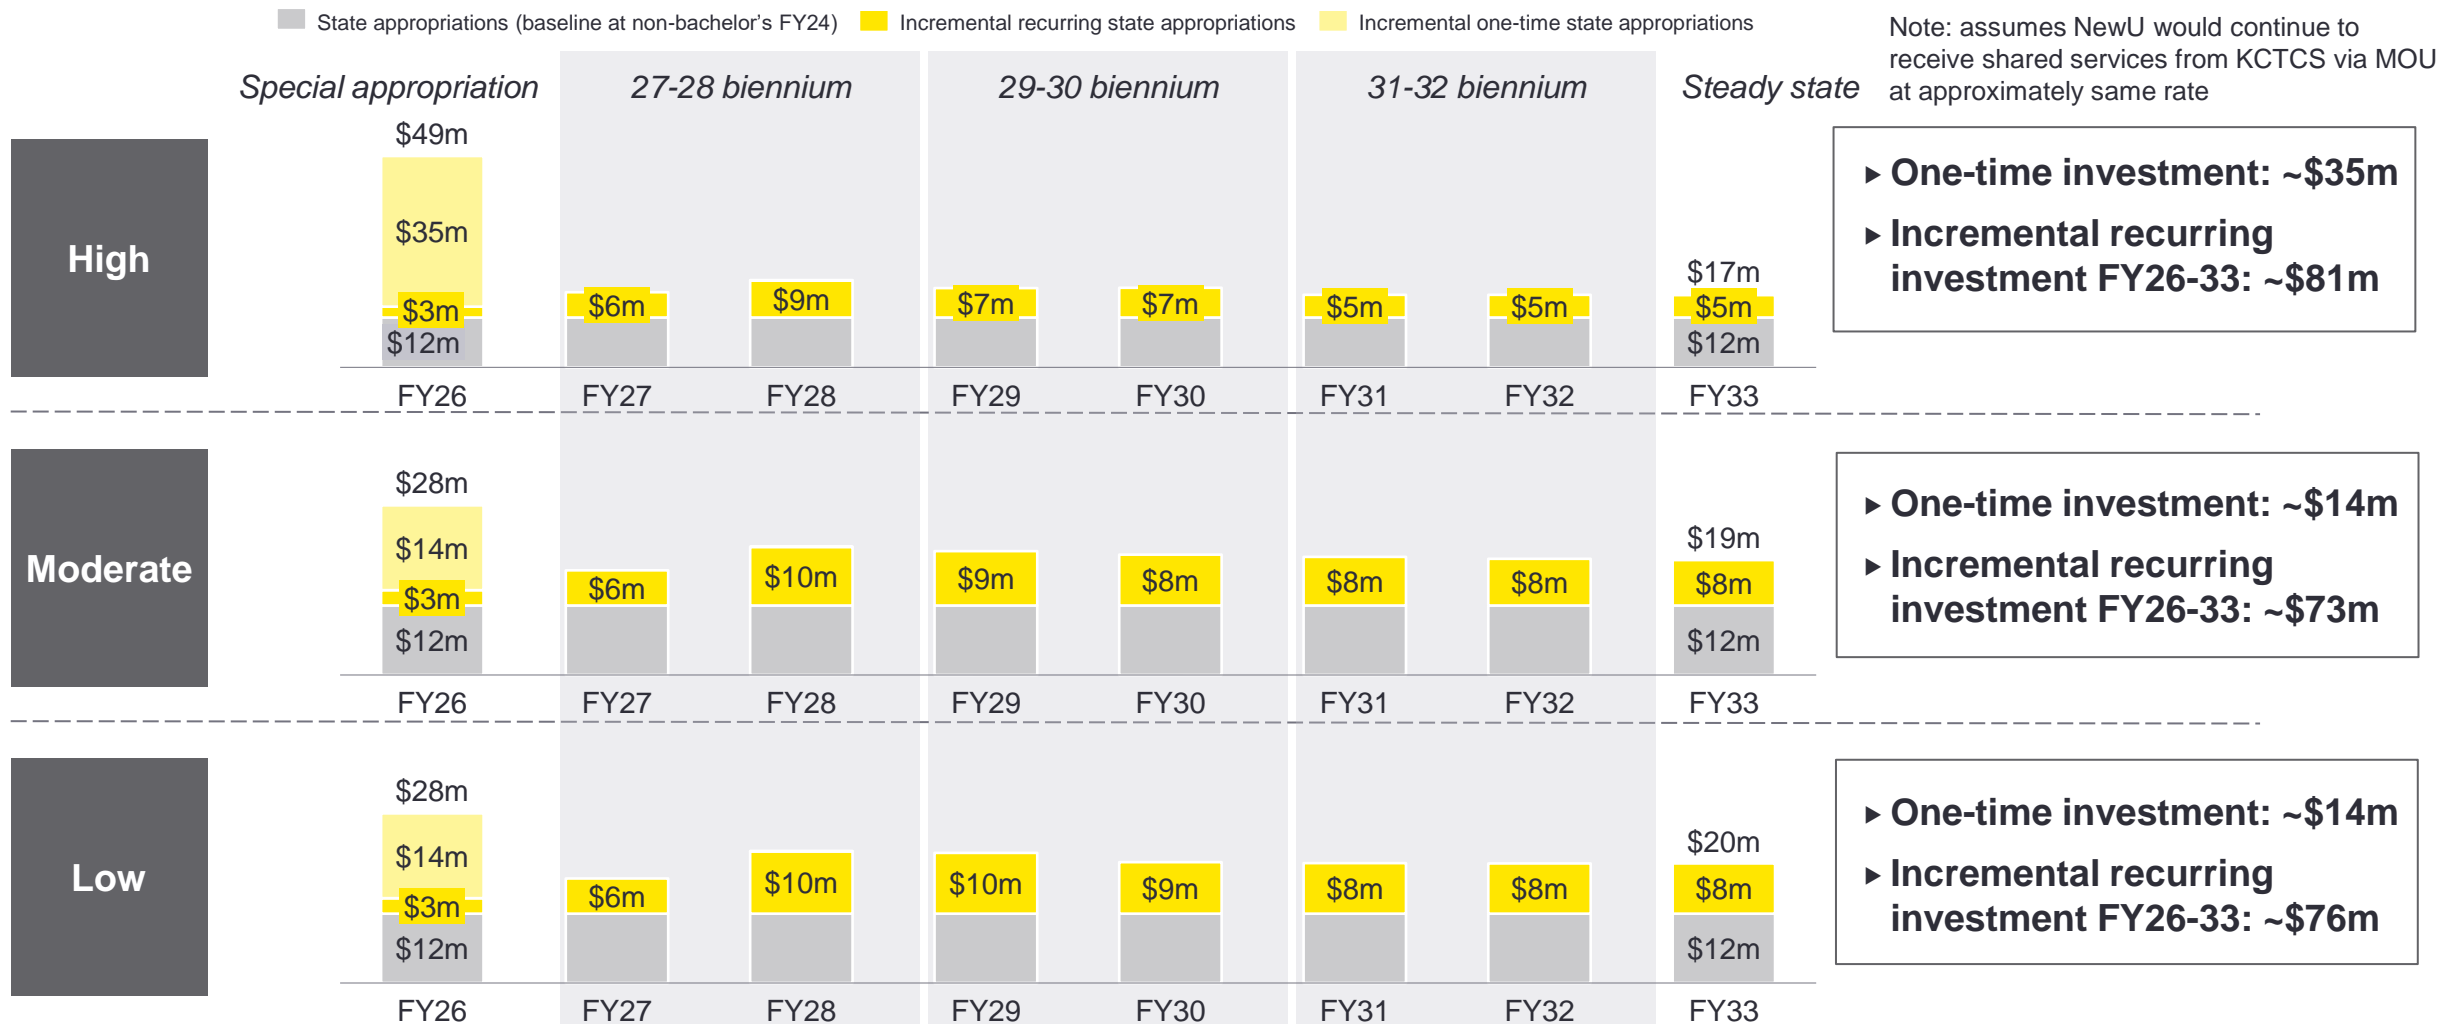 State appropriations (baseline at non-bachelor's FY24) Incremental recurring state appropriations Incremental one-time state appropriations
Note: assumes NewU would continue to
receive shared services from KCTCS via MOU
at approximately same rate
Special appropriation 27-28 biennium 29-30 biennium 31-32 biennium Steady state
High
$49m
$35m
$3m
$12m
$6m
$9m
$7m
$7m
$5m
$5m
$17m
$5m
$12m
FY26 FY27 FY28 FY29 FY30 FY31 FY32 FY33
► One-time investment: ~$35m
► Incremental recurring
investment FY26-33: ~$81m
Moderate
$28m
$14m
$3m
$12m
$6m
$10m
$9m
$8m
$8m
$8m
$19m
$8m
$12m
FY26 FY27 FY28 FY29 FY30 FY31 FY32 FY33
► One-time investment: ~$14m
► Incremental recurring
investment FY26-33: ~$73m
Low
$28m
$14m
$3m
$12m
$6m
$10m
$10m
$9m
$8m
$8m
$20m
$8m
$12m
FY26 FY27 FY28 FY29 FY30 FY31 FY32 FY33
► One-time investment: ~$14m
► Incremental recurring
investment FY26-33: ~$76m